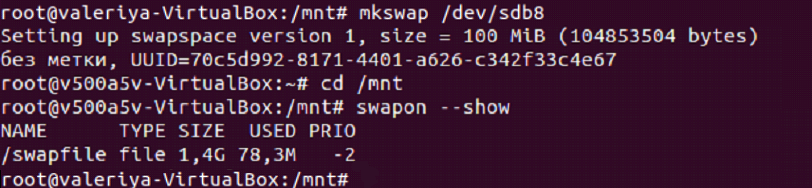 root@valeriya-VirtualBox:/mnt# mkswap /dev/sdb8
Setting up swapspace version 1, size = 100 MiB (104853504 bytes)
без метки, UUID=70c5d992-8171-4401-a626-c342f33c4e67
root@v500a5v-VirtualBox:~# cd /mnt
root@v500a5v-VirtualBox:/mnt# swapon --show
NAME TYPE SIZE USED PRIO
/swapfile file 1,4G 78,3M -2
root@valeriya-VirtualBox:/mnt#